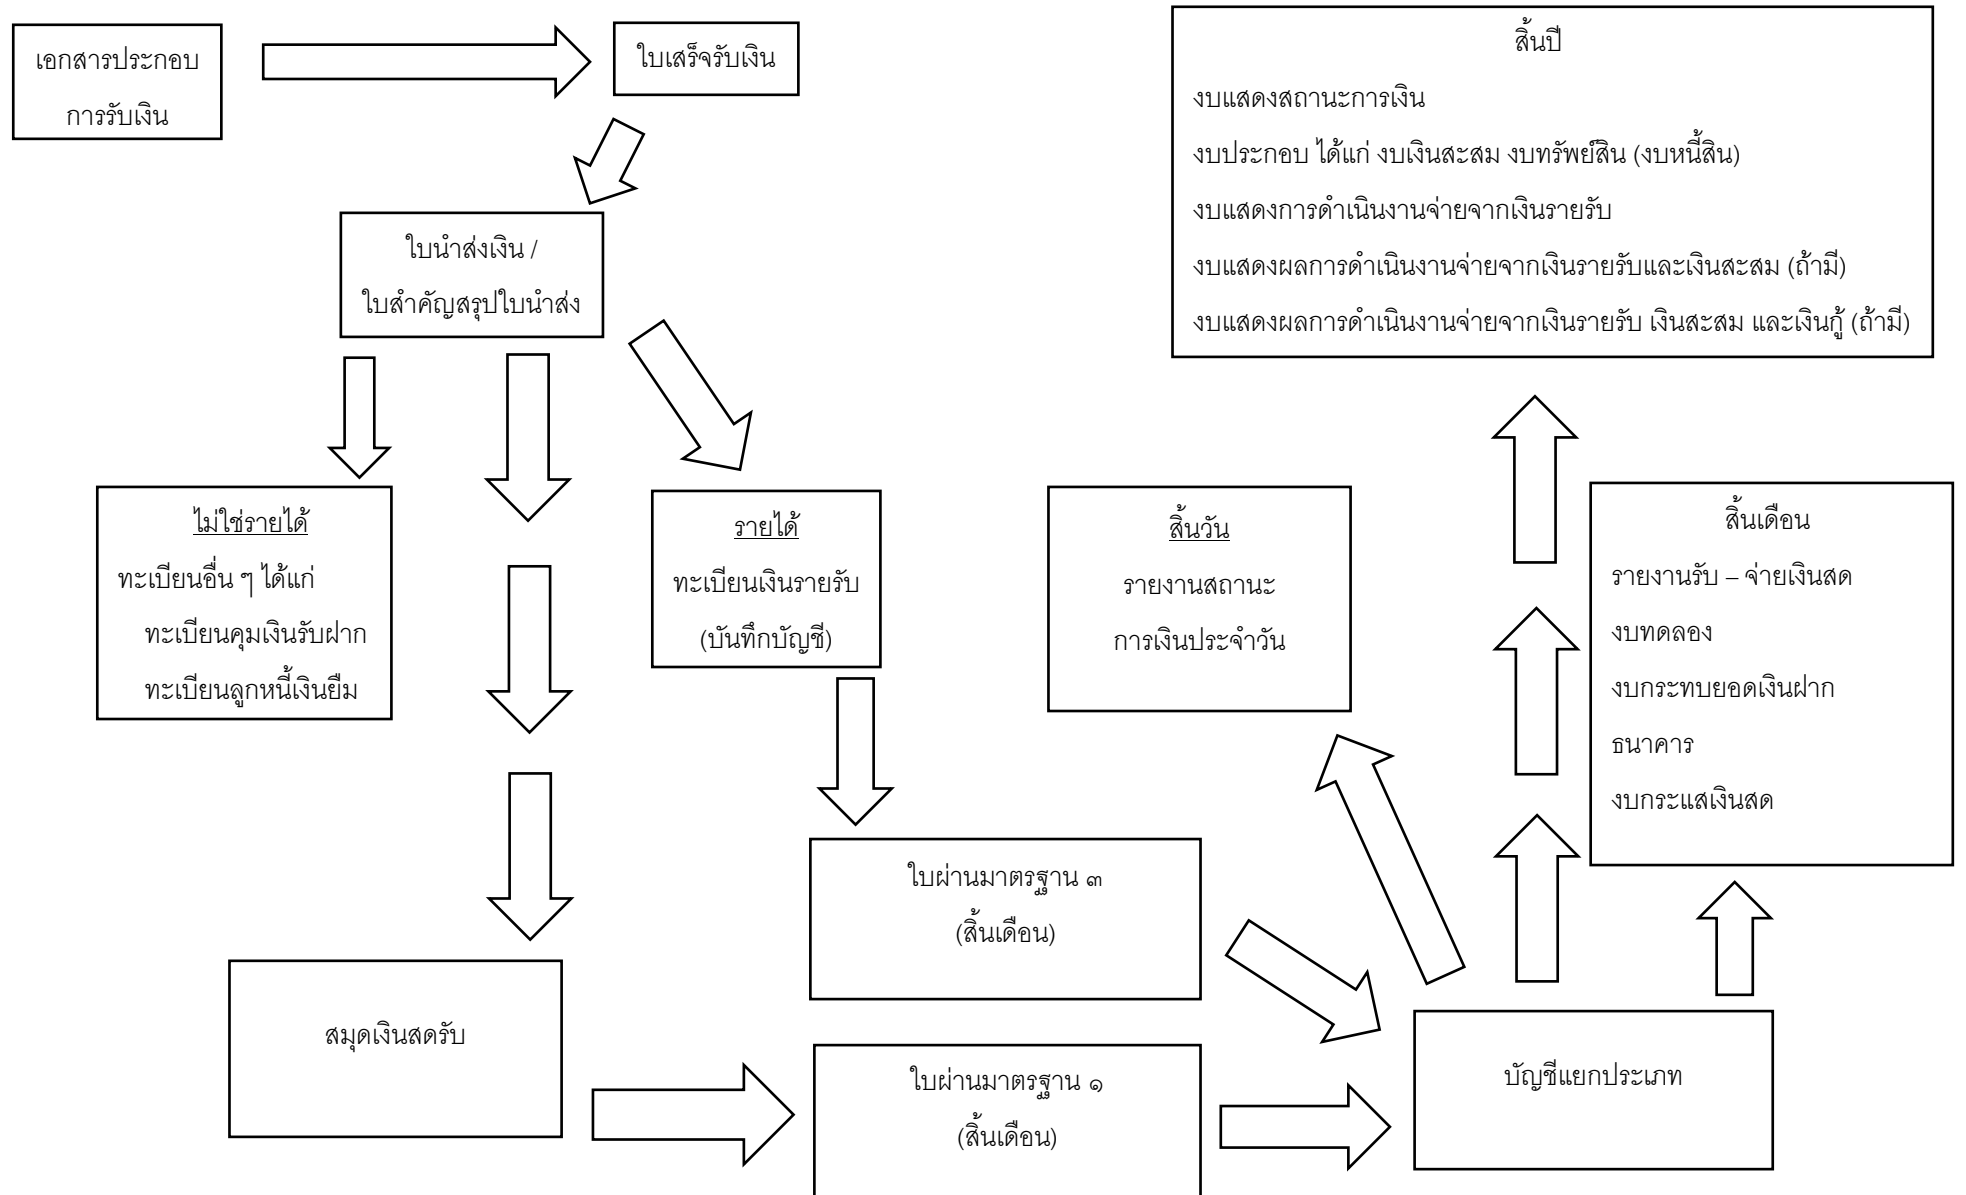 เอกสารประกอบ
การรับเงิน
ใบเสร็จรับเงิน
ใบนำส่งเงิน /
ใบสำคัญสรุปใบนำส่ง
ไม่ใช่รายได้
ทะเบียนอื่น ๆ ได้แก่
ทะเบียนคุมเงินรับฝาก
ทะเบียนลูกหนี้เงินยืม
รายได้
ทะเบียนเงินรายรับ
(บันทึกบัญชี)
สมุดเงินสดรับ
ใบผ่านมาตรฐาน ๓
(สิ้นเดือน)
ใบผ่านมาตรฐาน ๑
(สิ้นเดือน)
บัญชีแยกประเภท
สิ้นวัน
รายงานสถานะ
การเงินประจำวัน
สิ้นเดือน
รายงานรับ – จ่ายเงินสด
งบทดลอง
งบกระทบยอดเงินฝาก
ธนาคาร
งบกระแสเงินสด
สิ้นปี
งบแสดงสถานะการเงิน
งบประกอบ ได้แก่ งบเงินสะสม งบทรัพย์สิน (งบหนี้สิน)
งบแสดงการดำเนินงานจ่ายจากเงินรายรับ
งบแสดงผลการดำเนินงานจ่ายจากเงินรายรับและเงินสะสม (ถ้ามี)
งบแสดงผลการดำเนินงานจ่ายจากเงินรายรับ เงินสะสม และเงินกู้ (ถ้ามี)